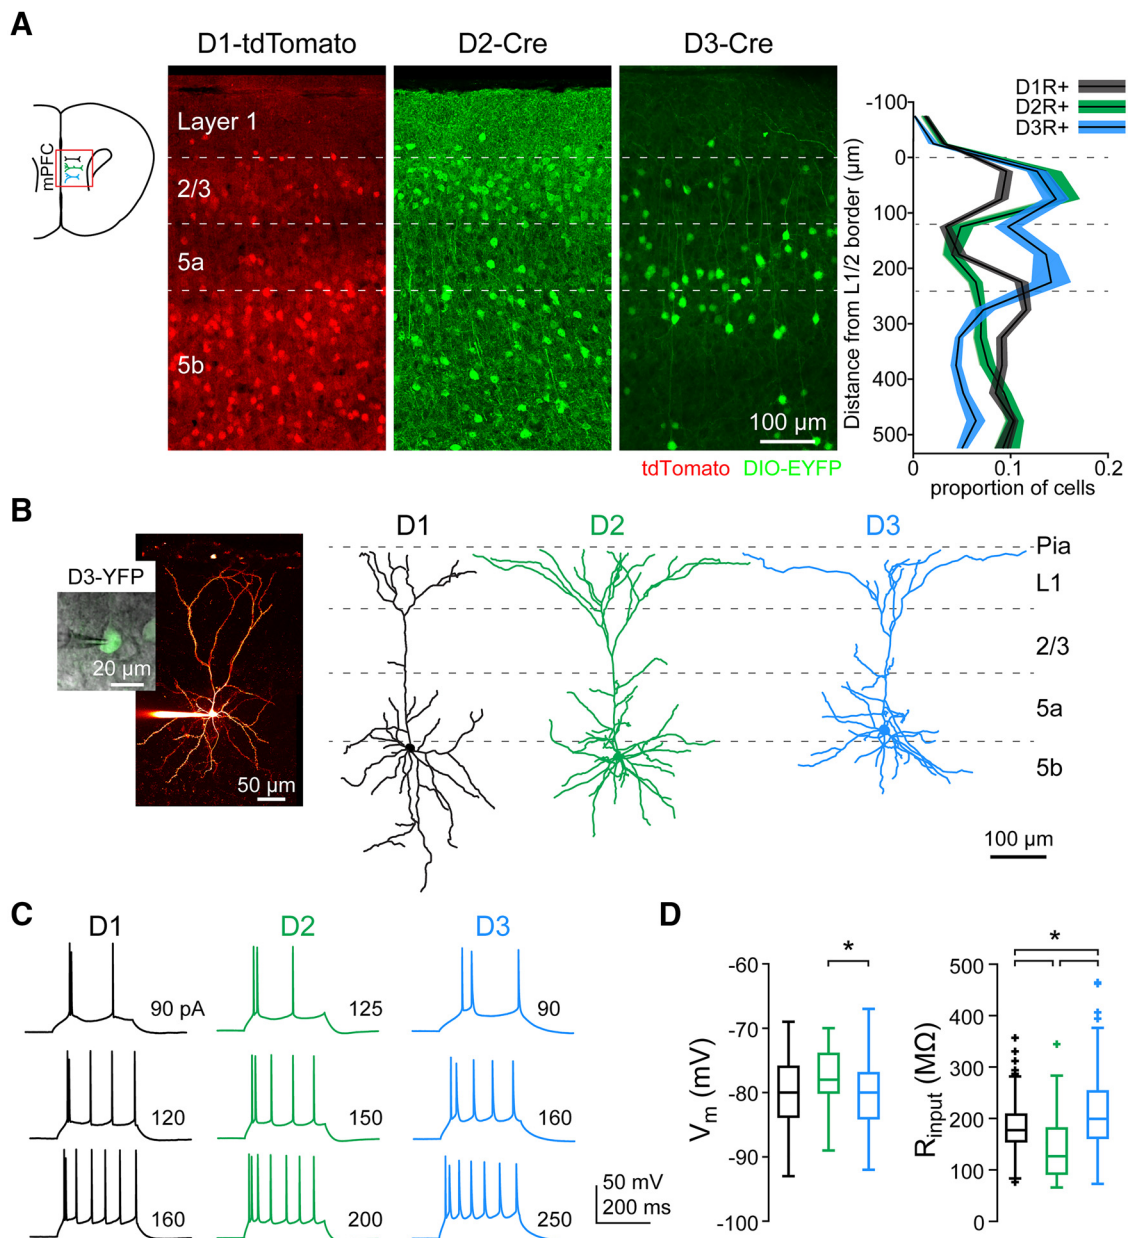 A
D1-tdTomato D2-Cre D3-Cre
mPFC
Layer 1
2/3
5a
5b
100 µm
tdTomato DIO-EYFP
D1R+
D2R+
D3R+
Distance from L1/2 border (µm)
-100
0
100
200
300
400
500
0 0.1 0.2
proportion of cells
B
D3-YFP
20 µm
50 µm
D1 D2 D3
Pia
L1
2/3
5a
5b
100 µm
C
D1 D2 D3
90 pA 125 90
120 150 160
160 200 250
50 mV
200 ms
D
Vm (mV)
-60
-70
-80
-90
-100
*
Rinput (MΩ)
500
400
300
200
100
0
*